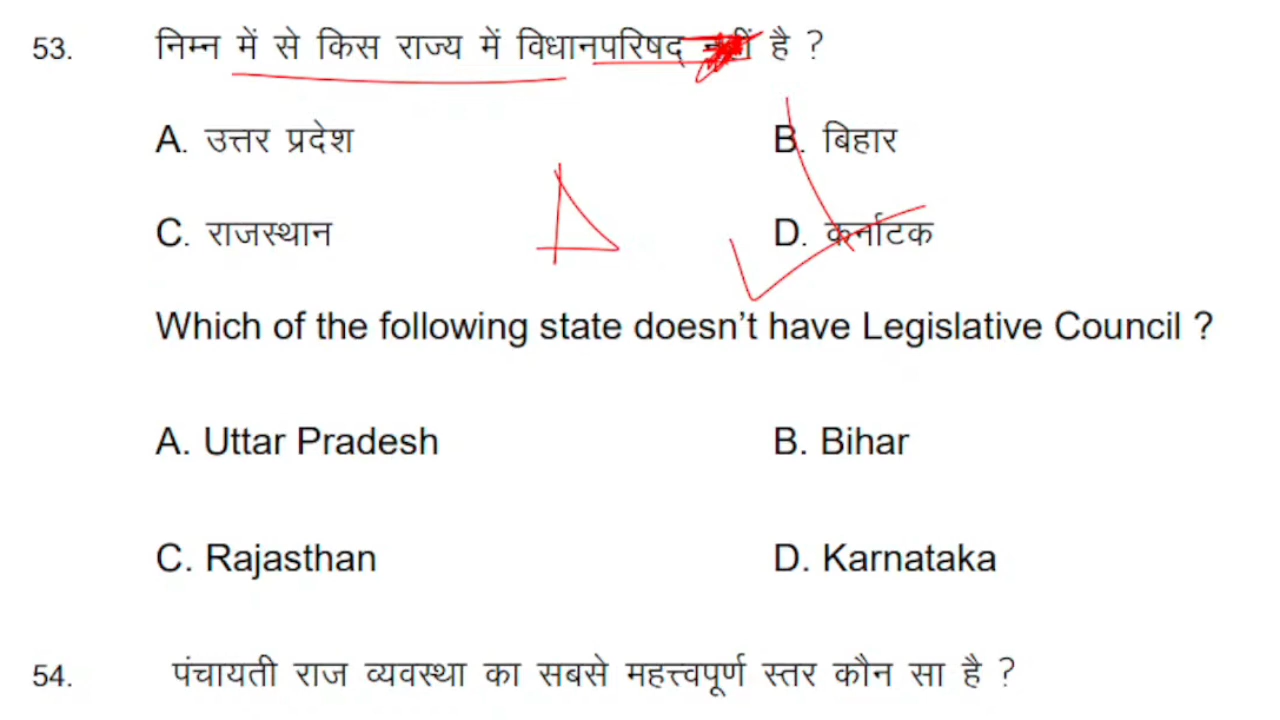 53. निम्न में से किस राज्य में विधानपरिषद् नहीं है ?
A. उत्तर प्रदेश B. बिहार
C. राजस्थान D. कर्नाटक
Which of the following state doesn't have Legislative Council ?
A. Uttar Pradesh B. Bihar
C. Rajasthan D. Karnataka
54. पंचायती राज व्यवस्था का सबसे महत्त्वपूर्ण स्तर कौन सा है ?